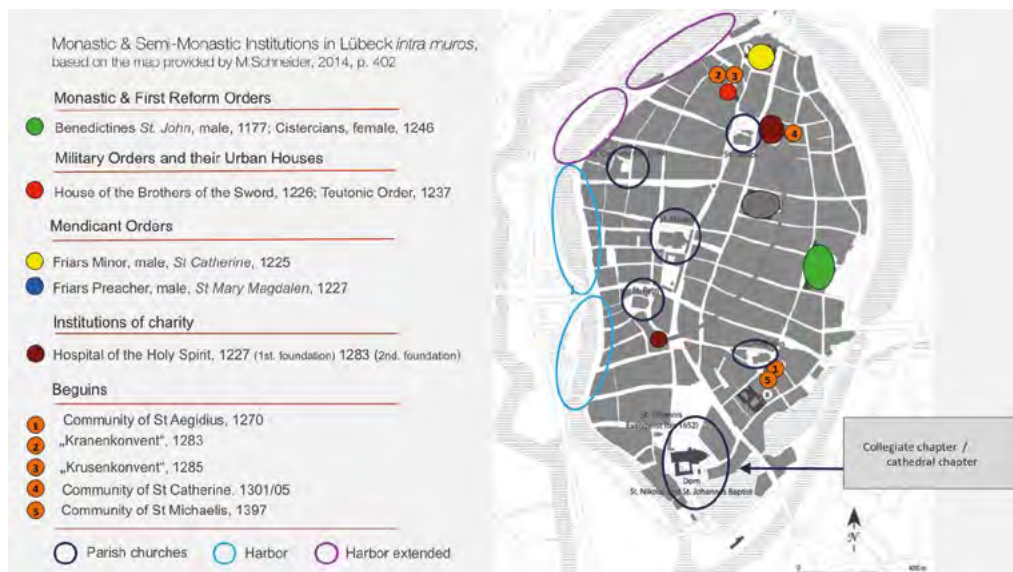 Monastic & Semi-Monastic Institutions in Lübeck intra muros,
based on the map provided by M.Schneider, 2014, p. 402
Monastic & First Reform Orders
Benedictines St. John, male, 1177; Cistercians, female, 1246
Military Orders and their Urban Houses
House of the Brothers of the Sword, 1226; Teutonic Order, 1237
Mendicant Orders
Friars Minor, male, St Catherine, 1225
Friars Preacher, male, St Mary Magdalen, 1227
Institutions of charity
Hospital of the Holy Spirit, 1227 (1st. foundation) 1283 (2nd. foundation)
Beguins
1 Community of St Aegidius, 1270
2 „Kranenkonvent“, 1283
3 „Krusenkonvent“, 1285
4 Community of St Catherine, 1301/05
5 Community of St Michaelis, 1397
Parish churches
Harbor
Harbor extended
2 3
4
1
5
Dom
St. Nikolai und St. Johannes Baptist
Collegiate chapter /
cathedral chapter
N
0